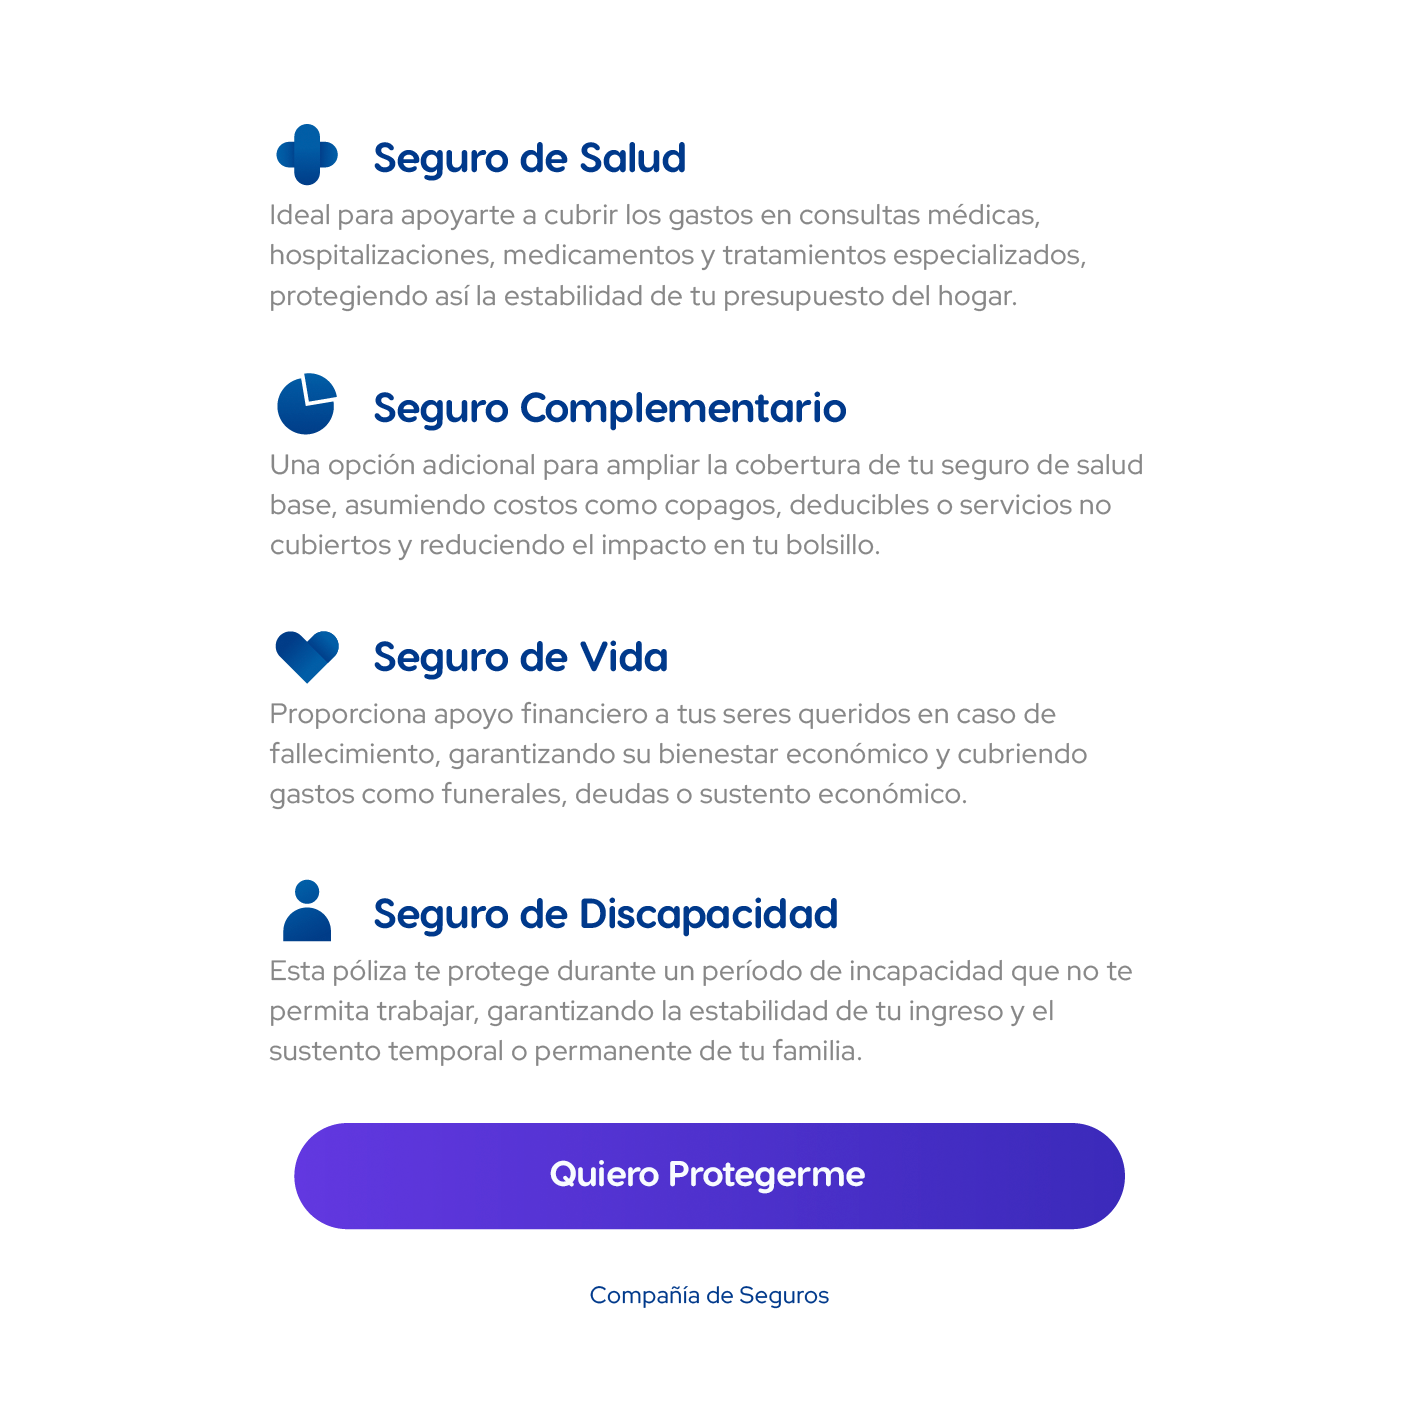 Seguro de Salud
Ideal para apoyarte a cubrir los gastos en consultas médicas,
hospitalizaciones, medicamentos y tratamientos especializados,
protegiendo así la estabilidad de tu presupuesto del hogar.
Seguro Complementario
Una opción adicional para ampliar la cobertura de tu seguro de salud
base, asumiendo costos como copagos, deducibles o servicios no
cubiertos y reduciendo el impacto en tu bolsillo.
Seguro de Vida
Proporciona apoyo financiero a tus seres queridos en caso de
fallecimiento, garantizando su bienestar económico y cubriendo
gastos como funerales, deudas o sustento económico.
Seguro de Discapacidad
Esta póliza te protege durante un período de incapacidad que no te
permita trabajar, garantizando la estabilidad de tu ingreso y el
sustento temporal o permanente de tu familia.
Quiero Protegerme
Compañía de Seguros